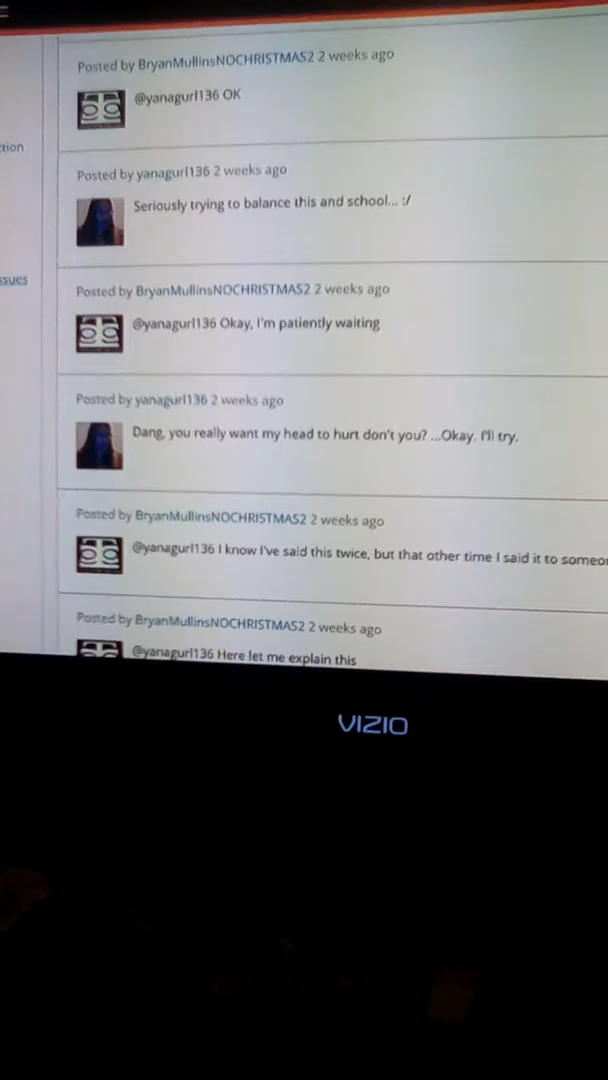 Posted by BryanMullinsNOCHRISTMAS2 2 weeks ago
@yanagurl136 OK
ction
Posted by yanagurl136 2 weeks ago
Seriously trying to balance this and school... :/
ssues
Posted by BryanMullinsNOCHRISTMAS2 2 weeks ago
@yanagurl136 Okay, I'm patiently waiting
Posted by yanagurl136 2 weeks ago
Dang, you really want my head to hurt don't you? ...Okay. I'll try.
Posted by BryanMullinsNOCHRISTMAS2 2 weeks ago
@yanagurl136 I know I've said this twice, but that other time I said it to someo
Posted by BryanMullinsNOCHRISTMAS2 2 weeks ago
@yanagurl136 Here let me explain this
VIZIO